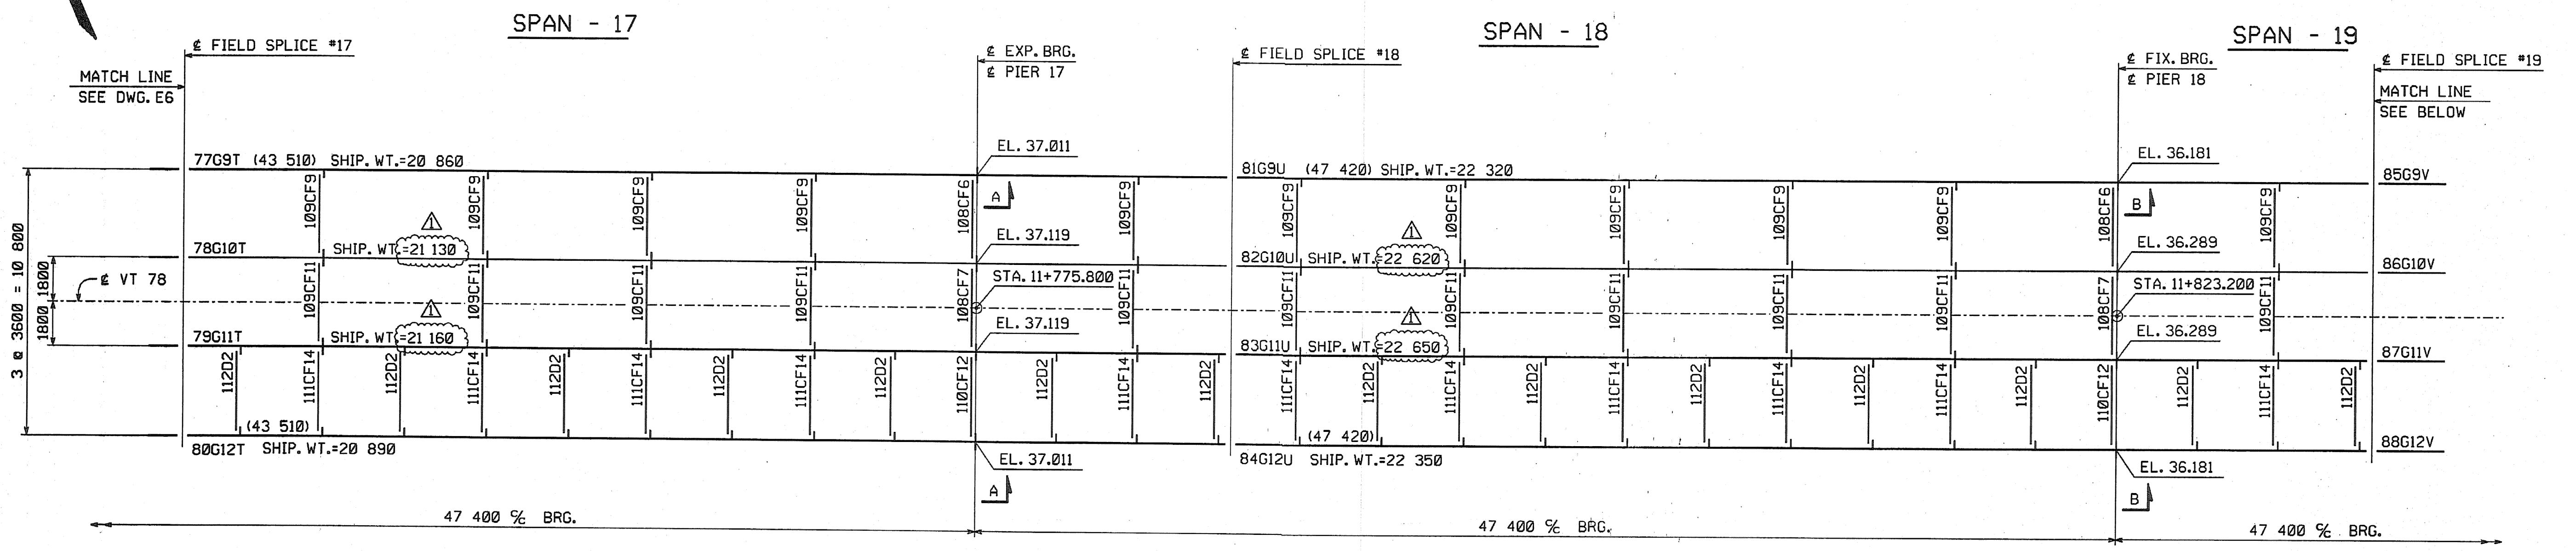 SPAN - 17
SPAN - 18
SPAN - 19
℄ FIELD SPLICE #17
℄ EXP. BRG.
℄ PIER 17
℄ FIELD SPLICE #18
℄ FIX. BRG.
℄ PIER 18
℄ FIELD SPLICE #19
MATCH LINE
SEE DWG. E6
MATCH LINE
SEE BELOW
77G9T (43 510) SHIP. WT.=20 860
EL. 37.011
81G9U (47 420) SHIP. WT.=22 320
EL. 36.181
85G9V
109CF9
109CF9
109CF9
109CF9
108CF6
A
109CF9
109CF9
109CF9
109CF9
109CF9
109CF9
108CF6
B
109CF9
1
1
78G10T SHIP. WT.=21 130
EL. 37.119
82G10U SHIP. WT.=22 620
EL. 36.289
86G10V
3 @ 3600 = 10 800
1800 1800
℄ VT 78
109CF11
109CF11
109CF11
109CF11
108CF7
STA. 11+775.800
109CF11
109CF11
109CF11
109CF11
109CF11
109CF11
108CF7
STA. 11+823.200
109CF11
1
1
79G11T SHIP. WT.=21 160
EL. 37.119
83G11U SHIP. WT.=22 650
EL. 36.289
87G11V
112D2
111CF14
112D2
111CF14
112D2
111CF14
112D2
111CF14
112D2
110CF12
112D2
111CF14
112D2
111CF14
112D2
111CF14
112D2
111CF14
112D2
111CF14
112D2
111CF14
112D2
110CF12
112D2
111CF14
112D2
(43 510)
(47 420)
80G12T SHIP. WT.=20 890
EL. 37.011
84G12U SHIP. WT.=22 350
EL. 36.181
88G12V
A
B
47 400 C/C BRG.
47 400 C/C BRG.
47 400 C/C BRG.